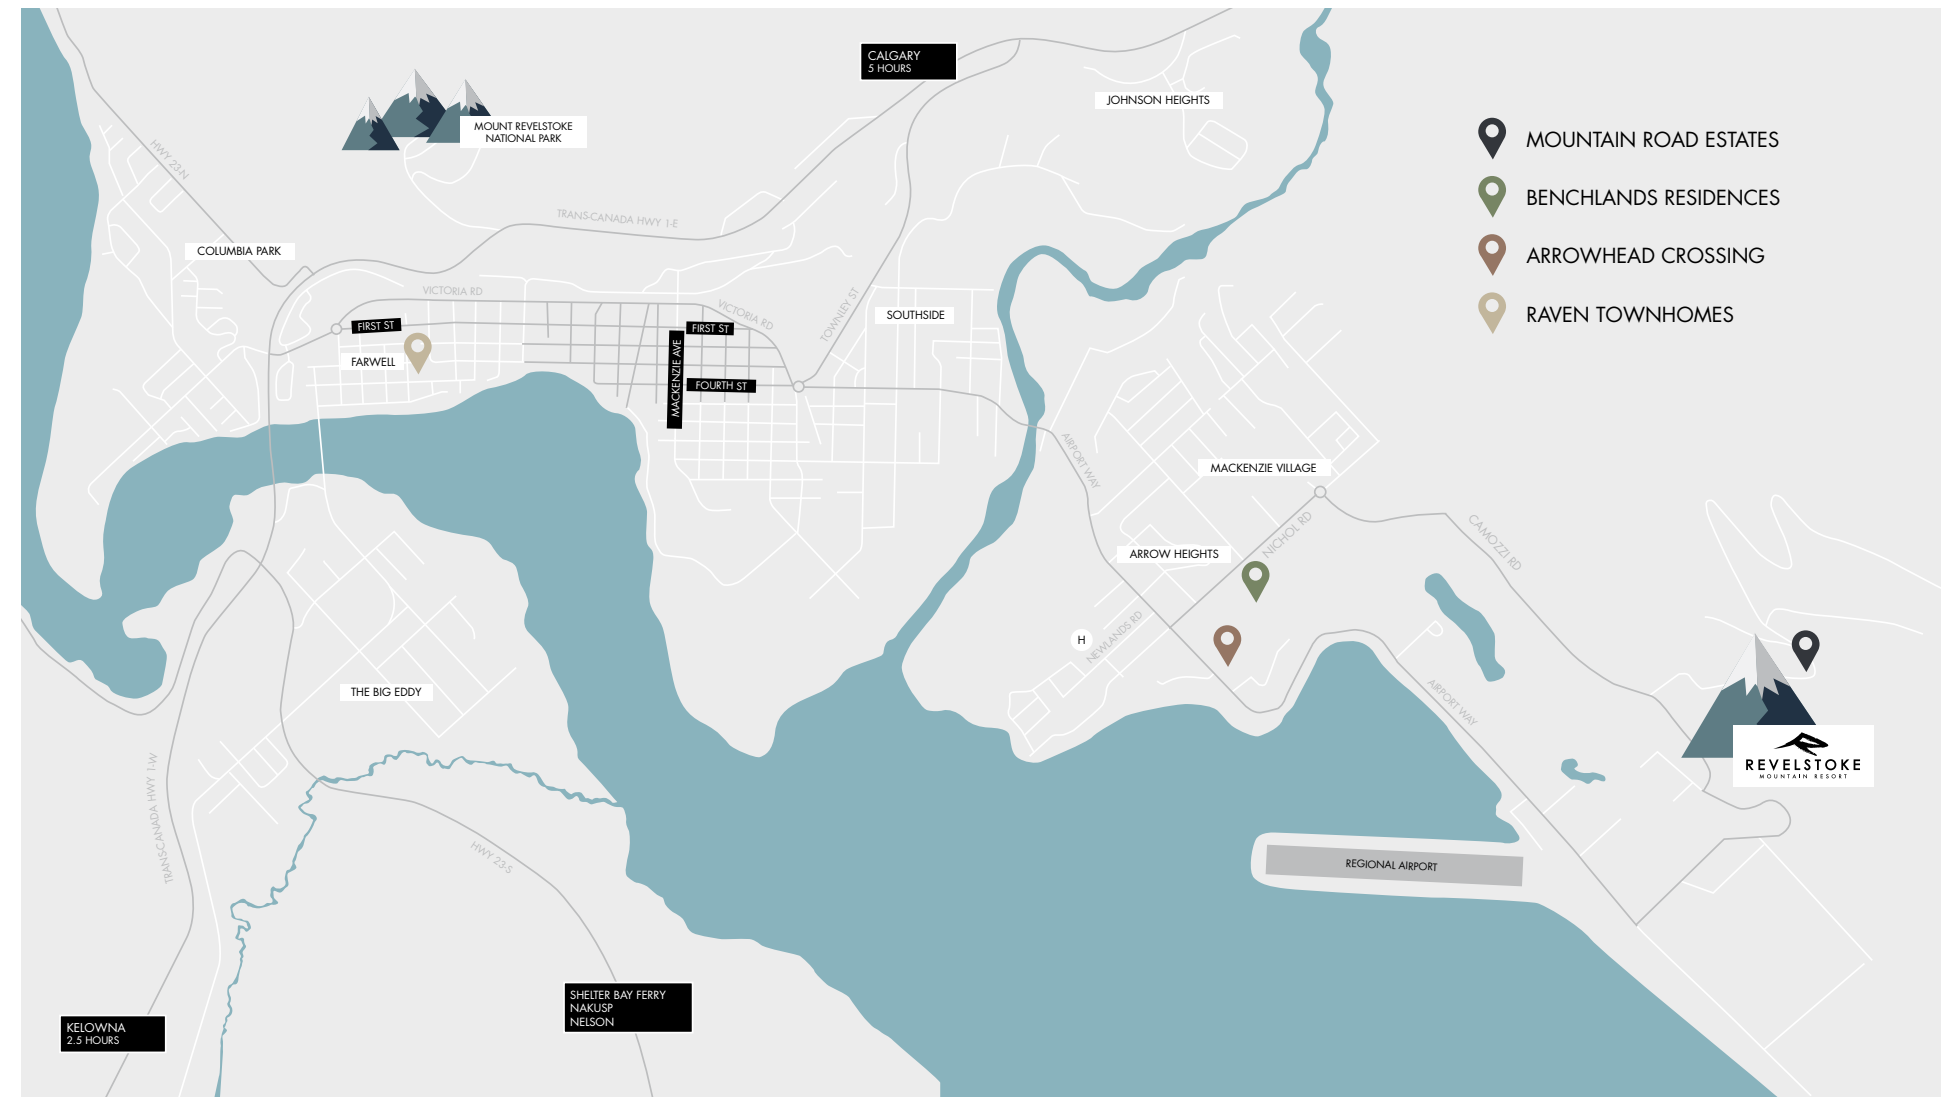 CALGARY
5 HOURS
JOHNSON HEIGHTS
MOUNT REVELSTOKE
NATIONAL PARK
HWY 23-N
MOUNTAIN ROAD ESTATES
BENCHLANDS RESIDENCES
ARROWHEAD CROSSING
RAVEN TOWNHOMES
TRANS-CANADA HWY 1-E
COLUMBIA PARK
VICTORIA RD
VICTORIA RD
TOWNLEY ST
SOUTHSIDE
FIRST ST
FIRST ST
FARWELL
MACKENZIE AVE
FOURTH ST
AIRPORT WAY
MACKENZIE VILLAGE
NICHOL RD
CAMOZZI RD
ARROW HEIGHTS
H
NEWLANDS RD
THE BIG EDDY
AIRPORT WAY
REVELSTOKE
MOUNTAIN RESORT
TRANS-CANADA HWY 1-W
HWY 23-S
REGIONAL AIRPORT
SHELTER BAY FERRY
NAKUSP
NELSON
KELOWNA
2.5 HOURS